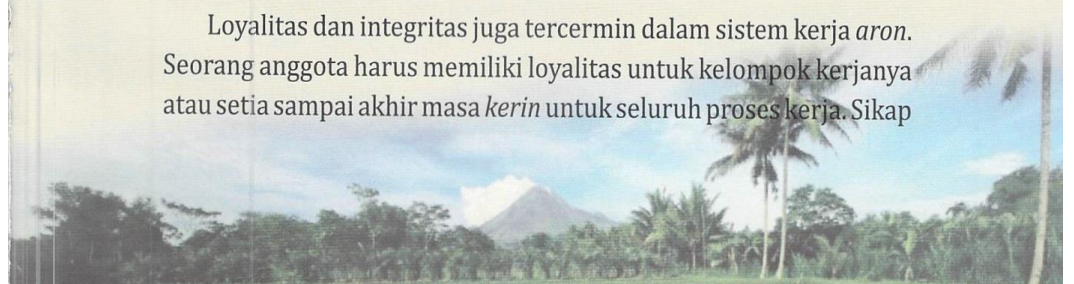 Loyalitas dan integritas juga tercermin dalam sistem kerja aron.
Seorang anggota harus memiliki loyalitas untuk kelompok kerjanya
atau setia sampai akhir masa kerin untuk seluruh proses kerja. Sikap